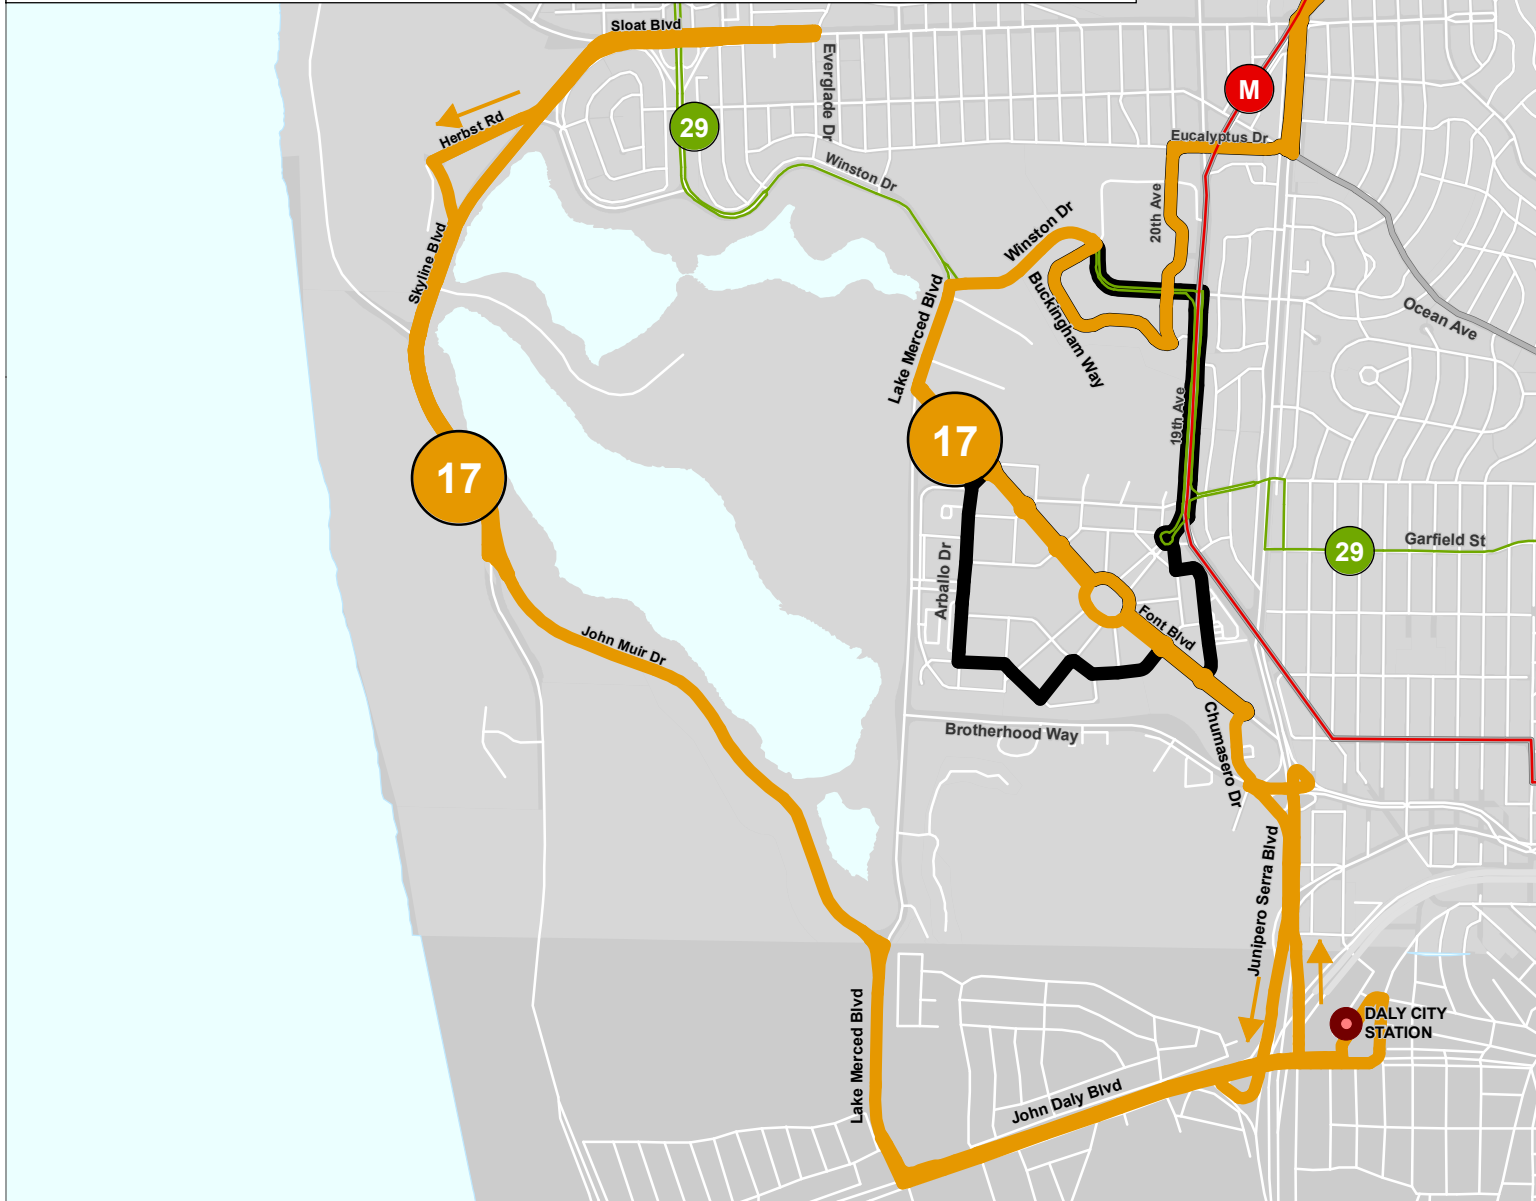 Sloat Blvd
Everglade Dr
M
29
Herbst Rd
Eucalyptus Dr
Winston Dr
20th Ave
Winston Dr
Skyline Blvd
Lake Merced Blvd
Buckingham Way
Ocean Ave
19th Ave
17
17
Garfield St
29
Arballo Dr
Font Blvd
John Muir Dr
Brotherhood Way
Chumasero Dr
Junipero Serra Blvd
DALY CITY
STATION
Lake Merced Blvd
John Daly Blvd